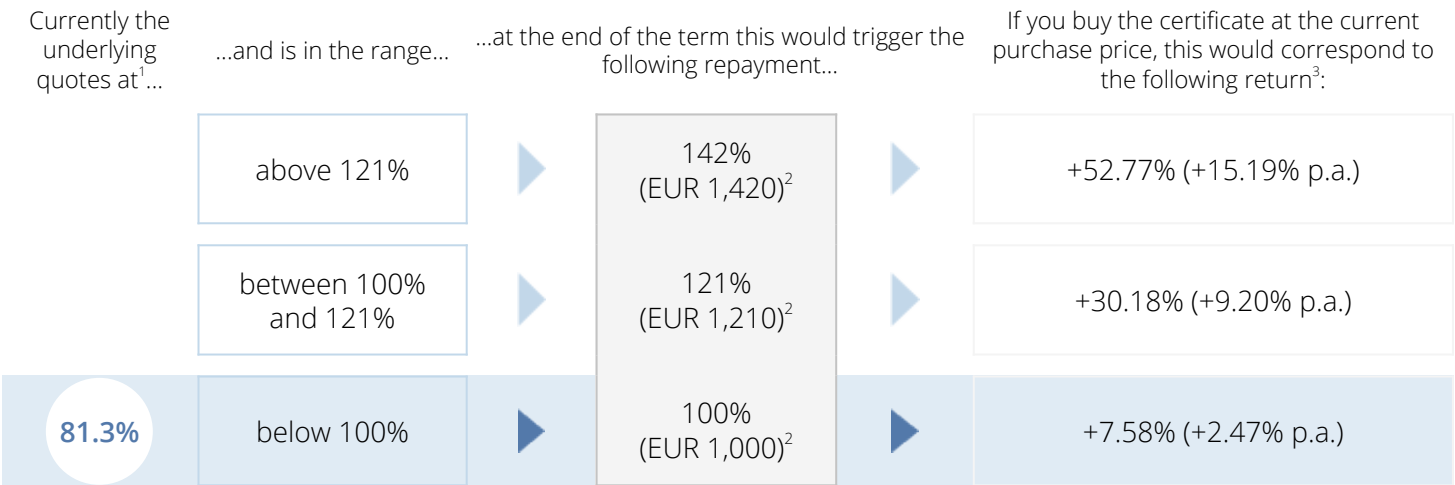 Currently the
underlying
quotes at¹...
...and is in the range...
...at the end of the term this would trigger the
following repayment...
If you buy the certificate at the current
purchase price, this would correspond to
the following return³:
above 121%
142%
(EUR 1,420)²
+52.77% (+15.19% p.a.)
between 100%
and 121%
121%
(EUR 1,210)²
+30.18% (+9.20% p.a.)
81.3%
below 100%
100%
(EUR 1,000)²
+7.58% (+2.47% p.a.)